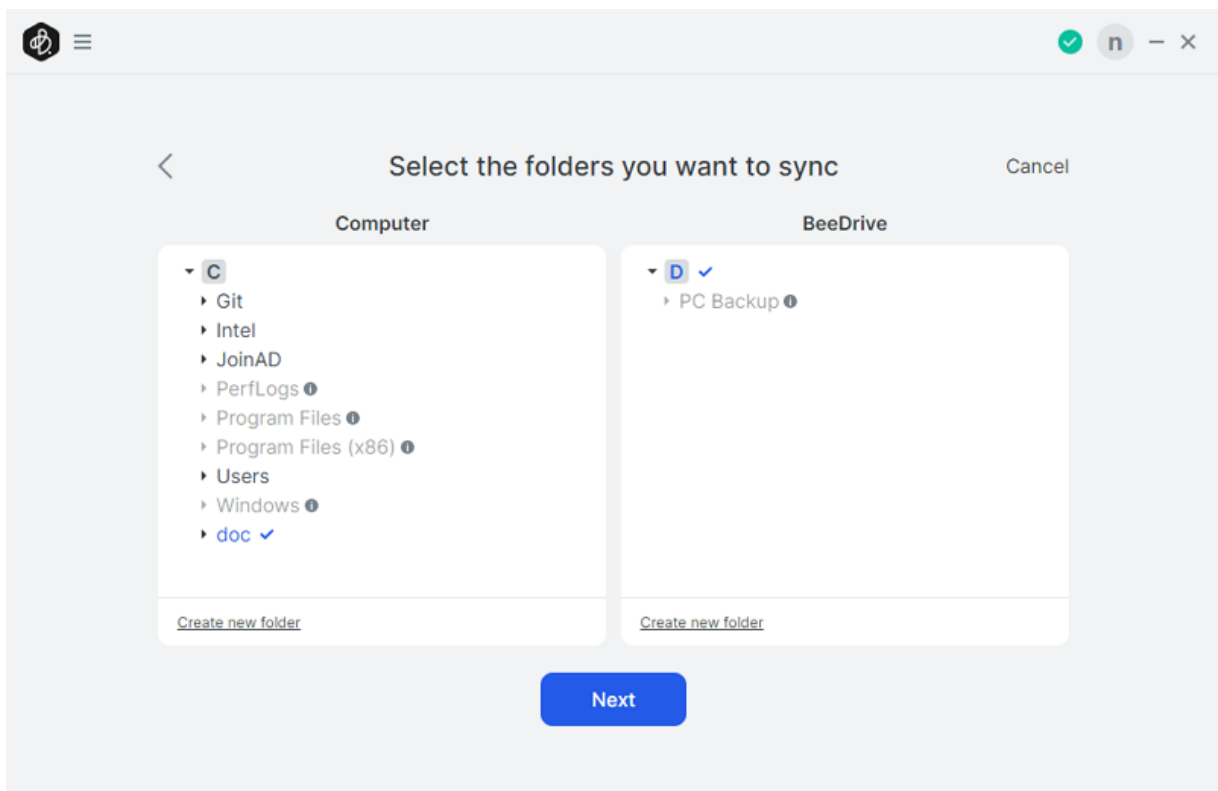 n
Select the folders you want to sync
Cancel
Computer
C
Git
Intel
JoinAD
PerfLogs
Program Files
Program Files (x86)
Users
Windows
doc
Create new folder
BeeDrive
D
PC Backup
Create new folder
Next